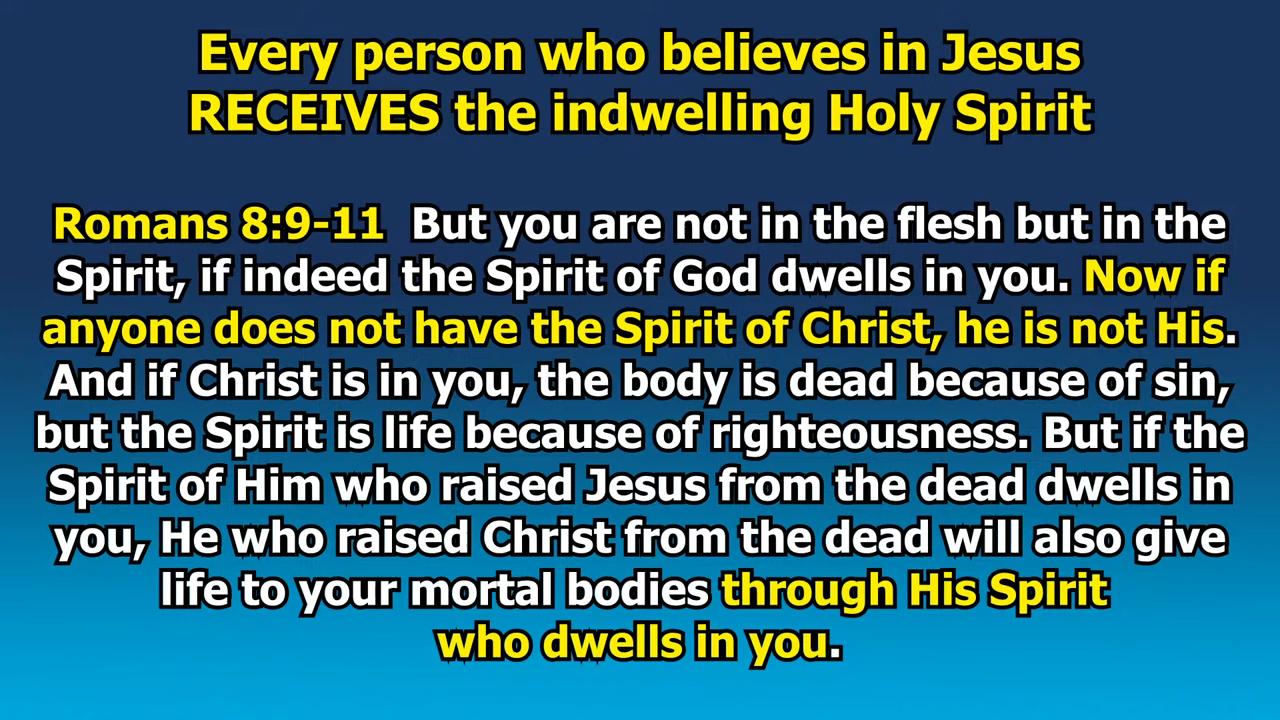 Every person who believes in Jesus
RECEIVES the indwelling Holy Spirit
Romans 8:9-11 But you are not in the flesh but in the
Spirit, if indeed the Spirit of God dwells in you. Now if
anyone does not have the Spirit of Christ, he is not His.
And if Christ is in you, the body is dead because of sin,
but the Spirit is life because of righteousness. But if the
Spirit of Him who raised Jesus from the dead dwells in
you, He who raised Christ from the dead will also give
life to your mortal bodies through His Spirit
who dwells in you.